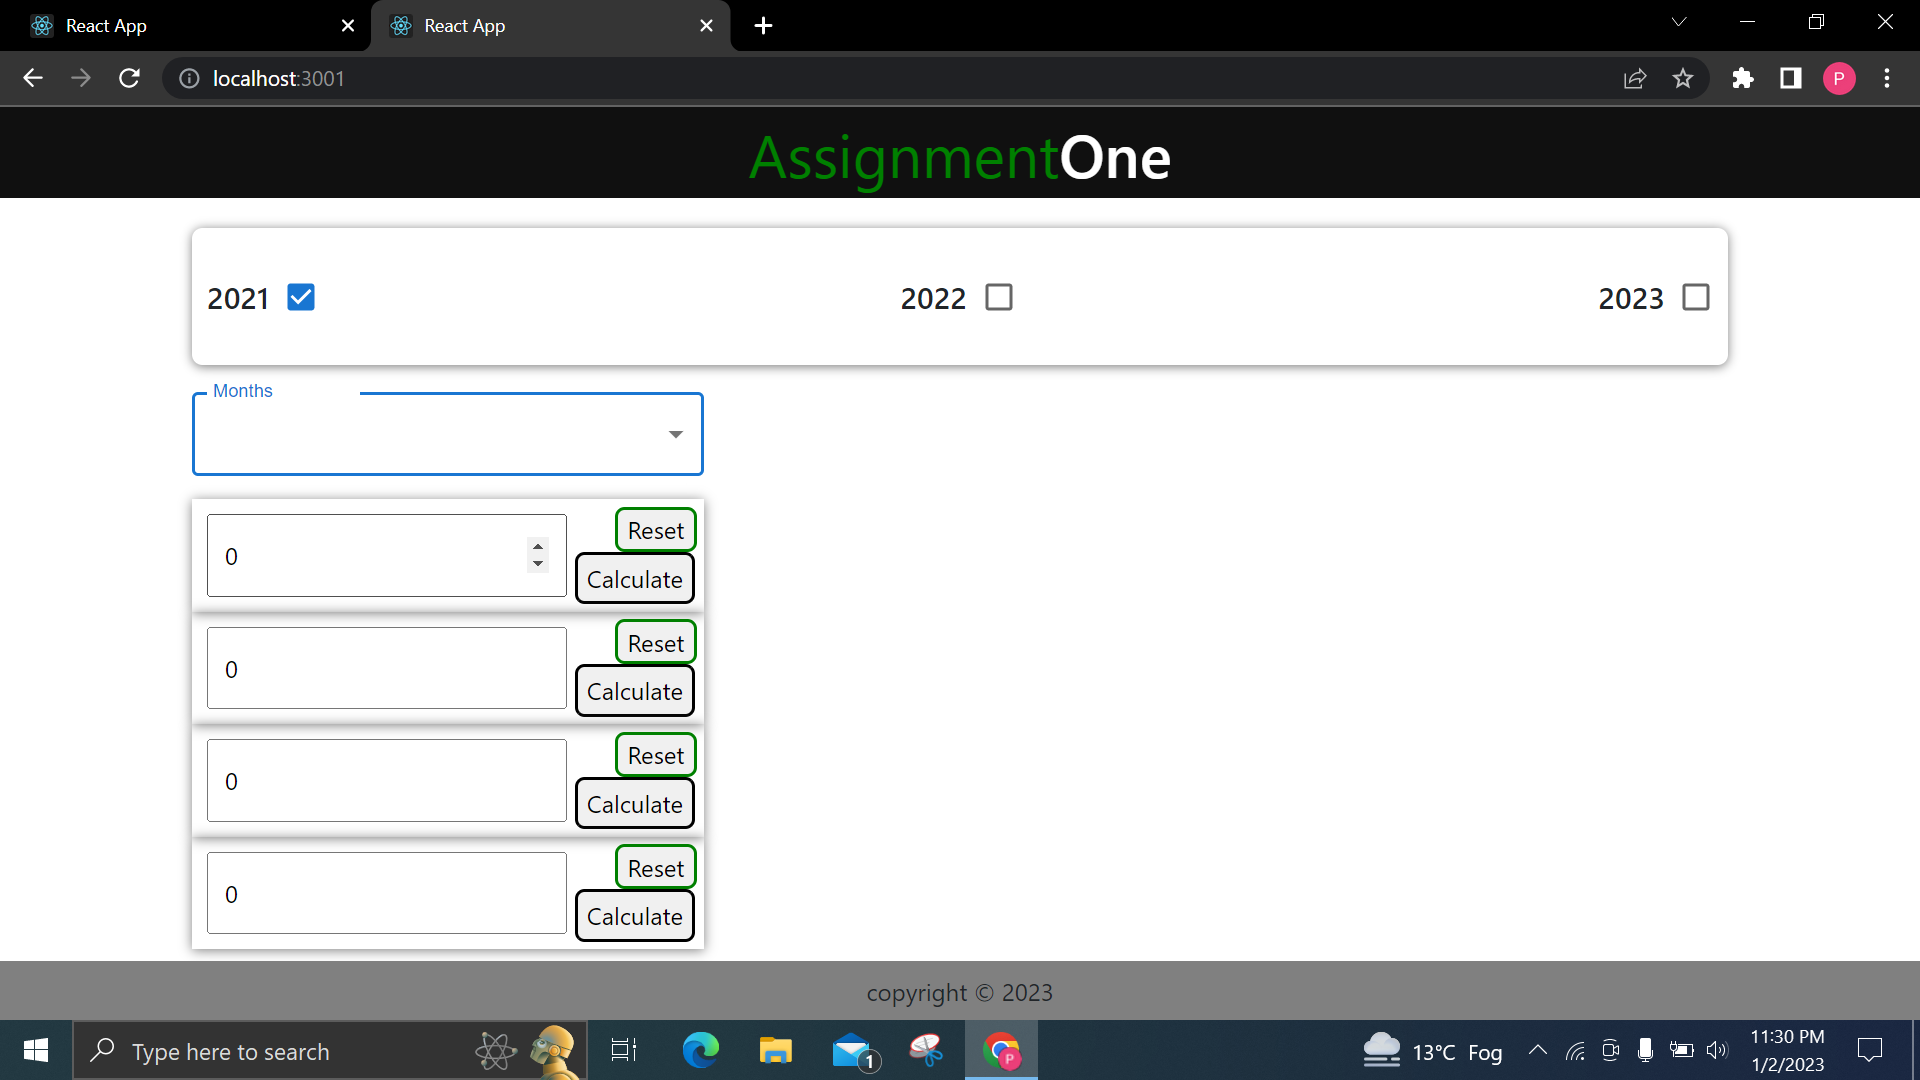 React App
React App
localhost:3001
P
AssignmentOne
2021
2022
2023
Months
0
Reset
Calculate
0
Reset
Calculate
0
Reset
Calculate
0
Reset
Calculate
copyright © 2023
Type here to search
1
P
13°C Fog
11:30 PM
1/2/2023